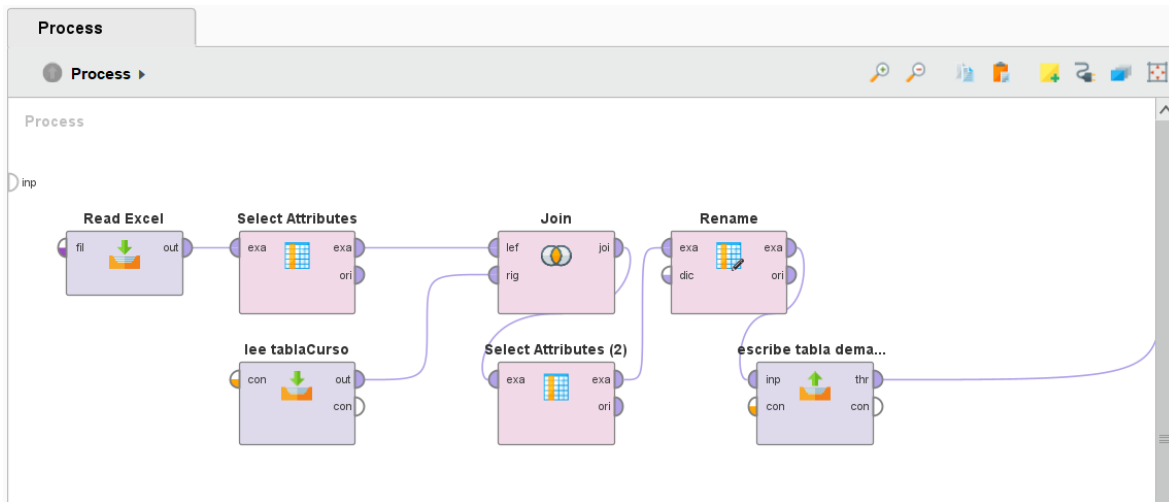 Process
Process
Process
inp
Read Excel
Select Attributes
Join
Rename
fil out
exa exa
ori
lef joi
rig
exa exa
dic ori
lee tablaCurso
Select Attributes (2)
escribe tabla dema...
con out
con
exa exa
ori
inp thr
con con